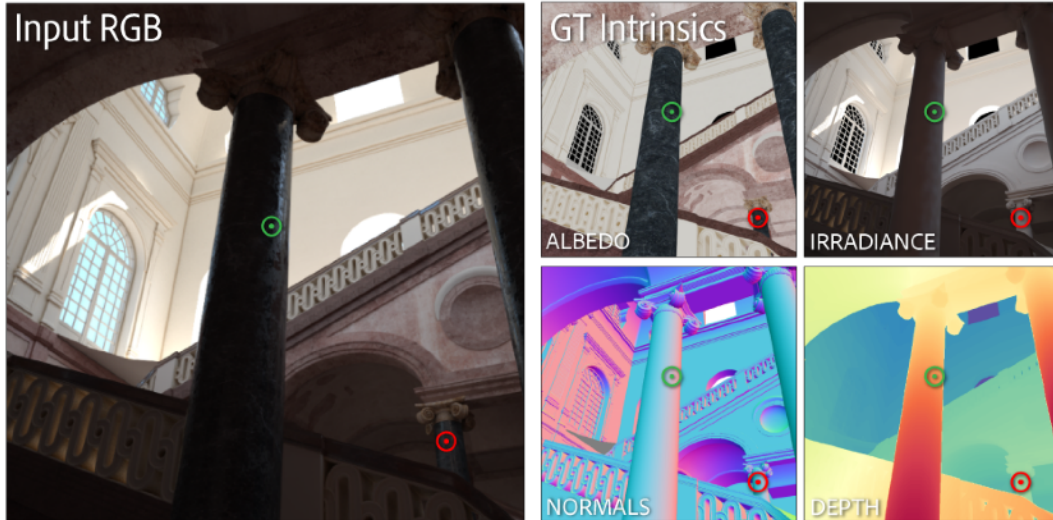 Input RGB
GT Intrinsics
ALBEDO
IRRADIANCE
NORMALS
DEPTH